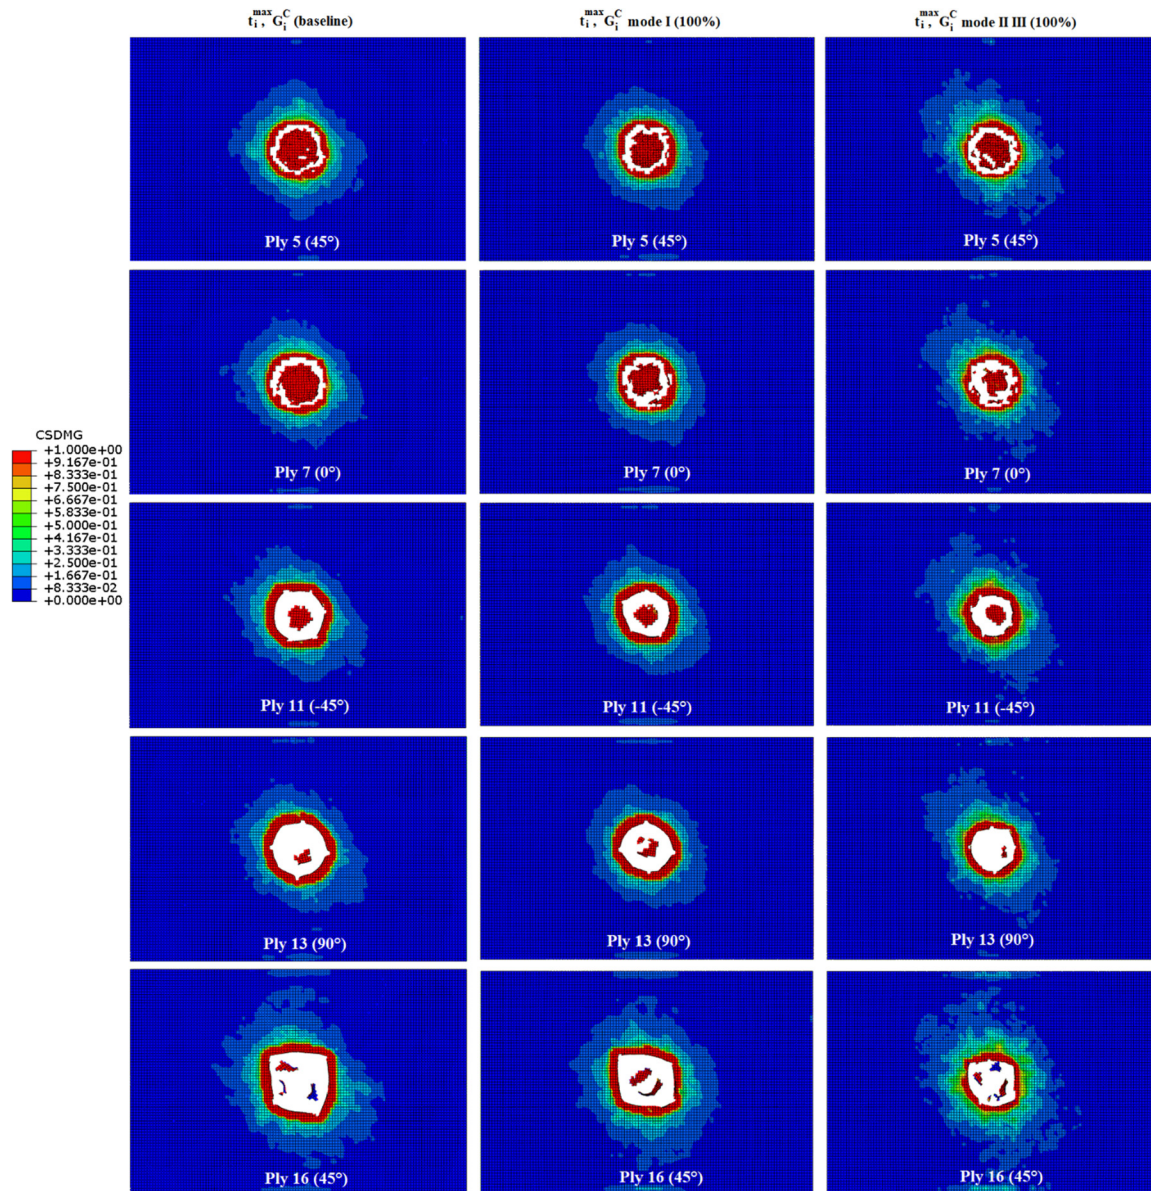 t_i^max, G_i^C (baseline)
t_i^max, G_i^C mode I (100%)
t_i^max, G_i^C mode II III (100%)
Ply 5 (45°)
Ply 5 (45°)
Ply 5 (45°)
Ply 7 (0°)
Ply 7 (0°)
Ply 7 (0°)
CSDMG
+1.000e+00
+9.167e-01
+8.333e-01
+7.500e-01
+6.667e-01
+5.833e-01
+5.000e-01
+4.167e-01
+3.333e-01
+2.500e-01
+1.667e-01
+8.333e-02
+0.000e+00
Ply 11 (-45°)
Ply 11 (-45°)
Ply 11 (-45°)
Ply 13 (90°)
Ply 13 (90°)
Ply 13 (90°)
Ply 16 (45°)
Ply 16 (45°)
Ply 16 (45°)